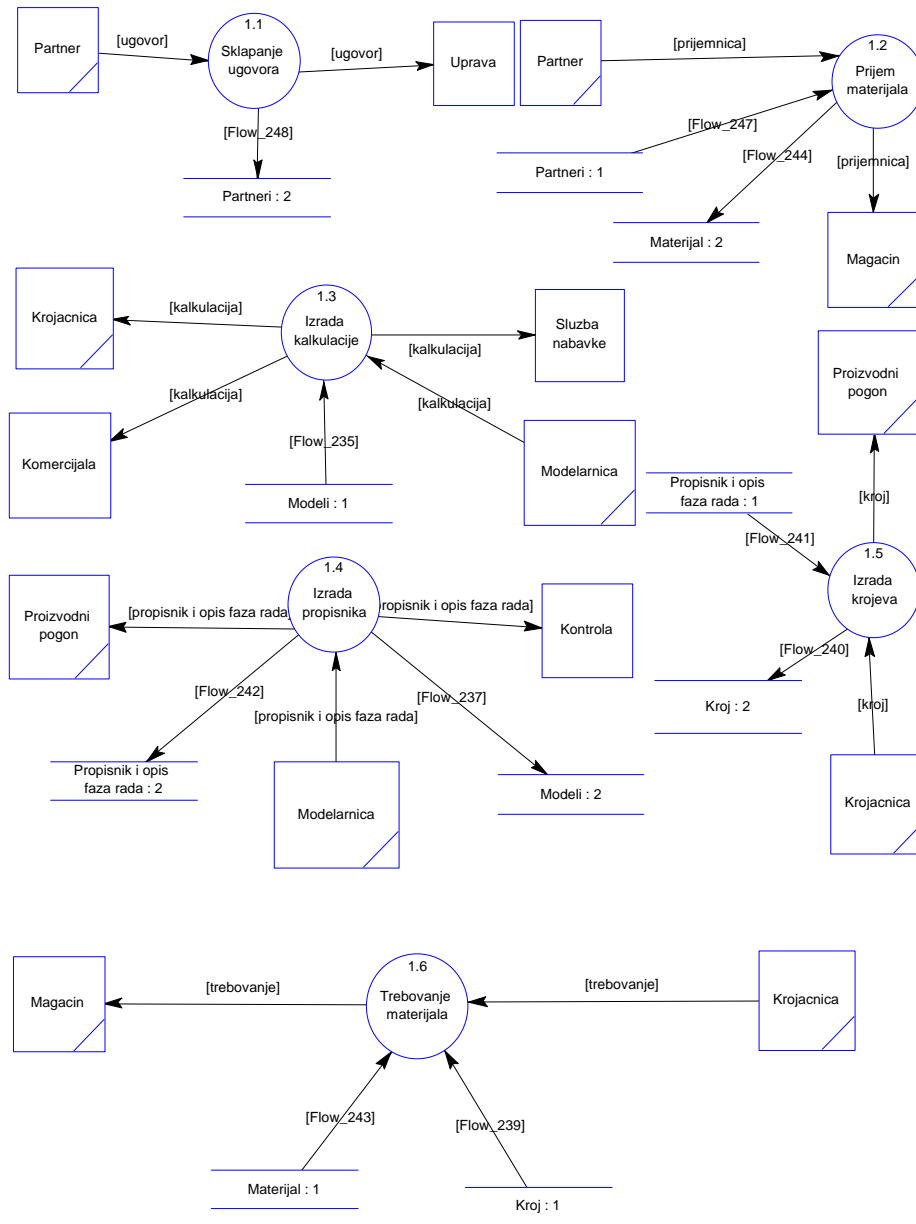 1.1
Partner
[ugovor]
Sklapanje
ugovora
[ugovor]
Uprava
[Flow_248]
Partneri : 2
Partner
[prijemnica]
1.2
Prijem
materijala
[Flow_247]
Partneri : 1
[Flow_244]
[prijemnica]
Materijal : 2
Magacin
Krojacnica
[kalkulacija]
1.3
Izrada
kalkulacije
[kalkulacija]
Sluzba
nabavke
[kalkulacija]
[kalkulacija]
Komercijala
[Flow_235]
Modeli : 1
Modelarnica
Proizvodni
pogon
[kroj]
Propisnik i opis
faza rada : 1
[Flow_241]
1.5
Izrada
krojeva
[Flow_240]
Kroj : 2
[kroj]
Krojacnica
1.4
Izrada
propisnika
Proizvodni
pogon
[propisnik i opis faza rada]
propisnik i opis faza rada]
Kontrola
[Flow_242]
[propisnik i opis faza rada]
[Flow_237]
Propisnik i opis
faza rada : 2
Modelarnica
Modeli : 2
Magacin
[trebovanje]
1.6
Trebovanje
materijala
[trebovanje]
Krojacnica
[Flow_243]
[Flow_239]
Materijal : 1
Kroj : 1